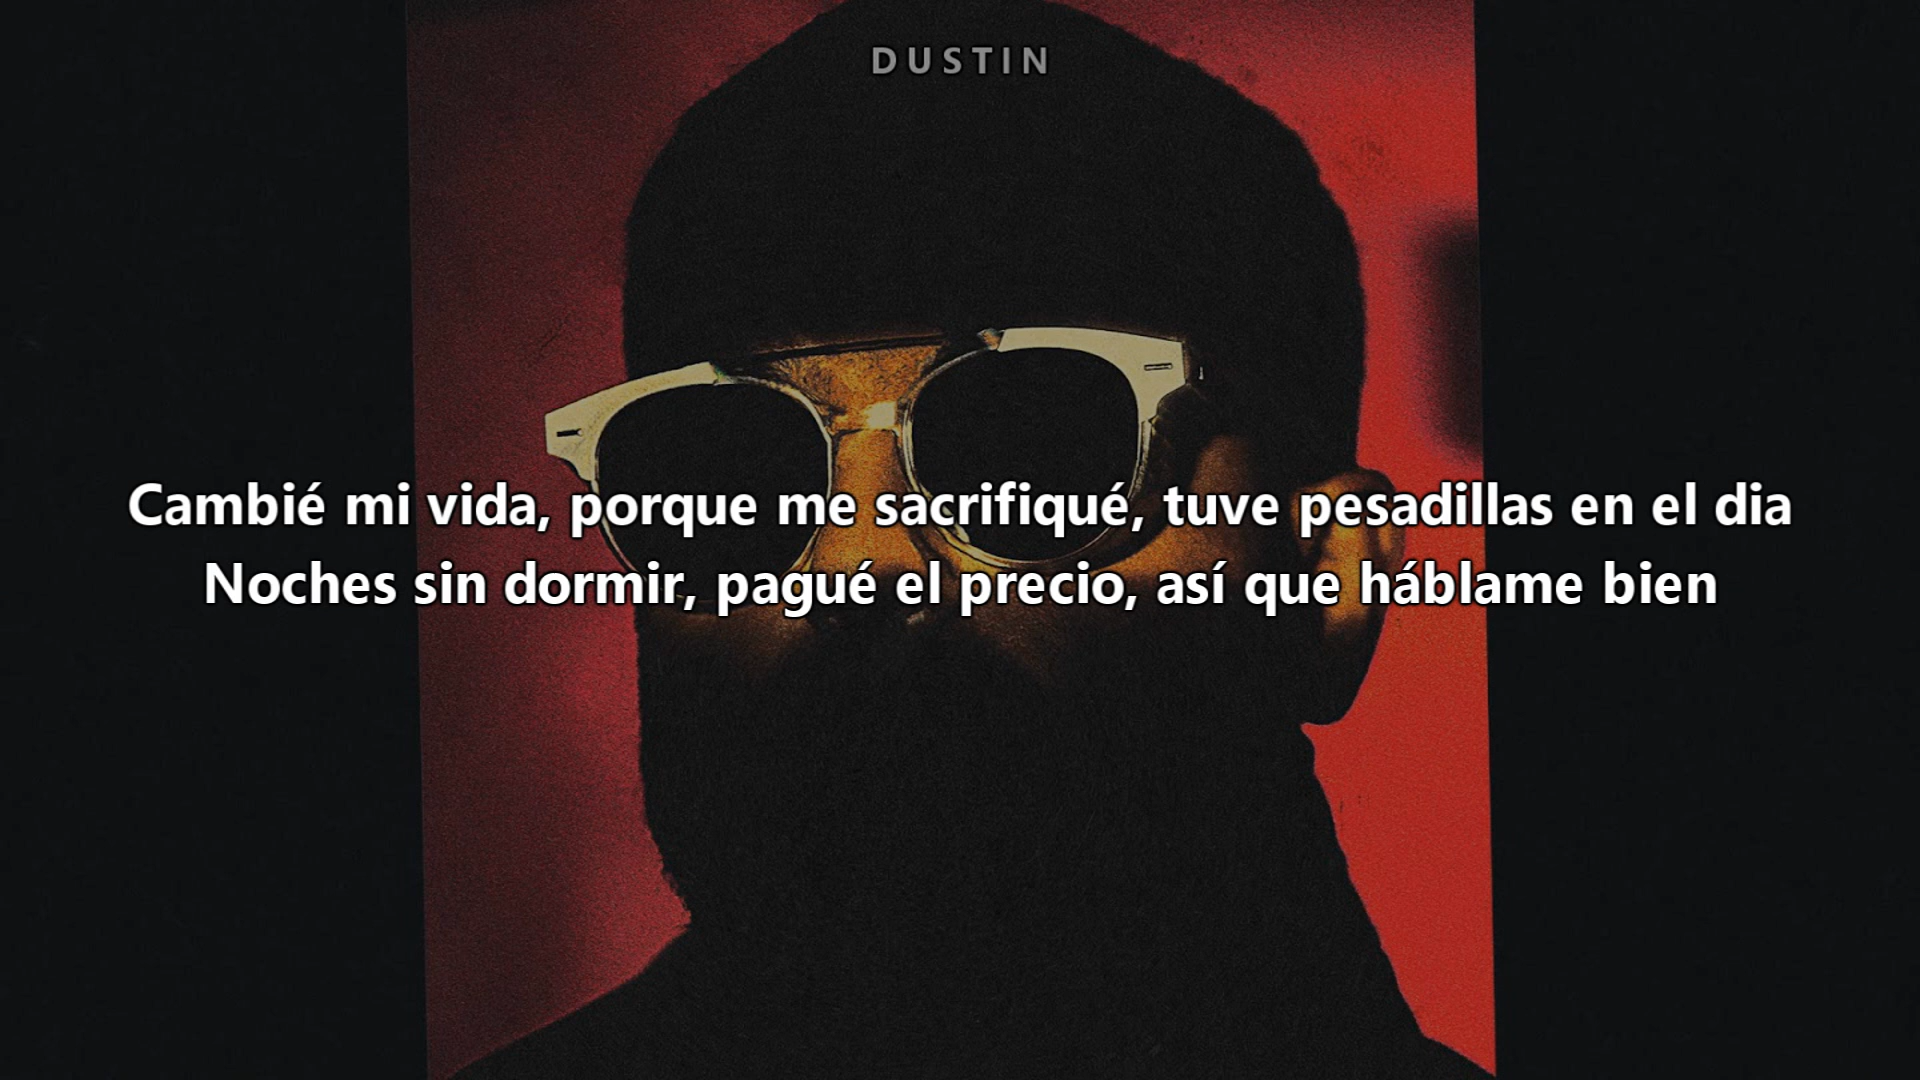 DUSTIN
Cambié mi vida, porque me sacrifiqué, tuve pesadillas en el dia
Noches sin dormir, pagué el precio, así que háblame bien